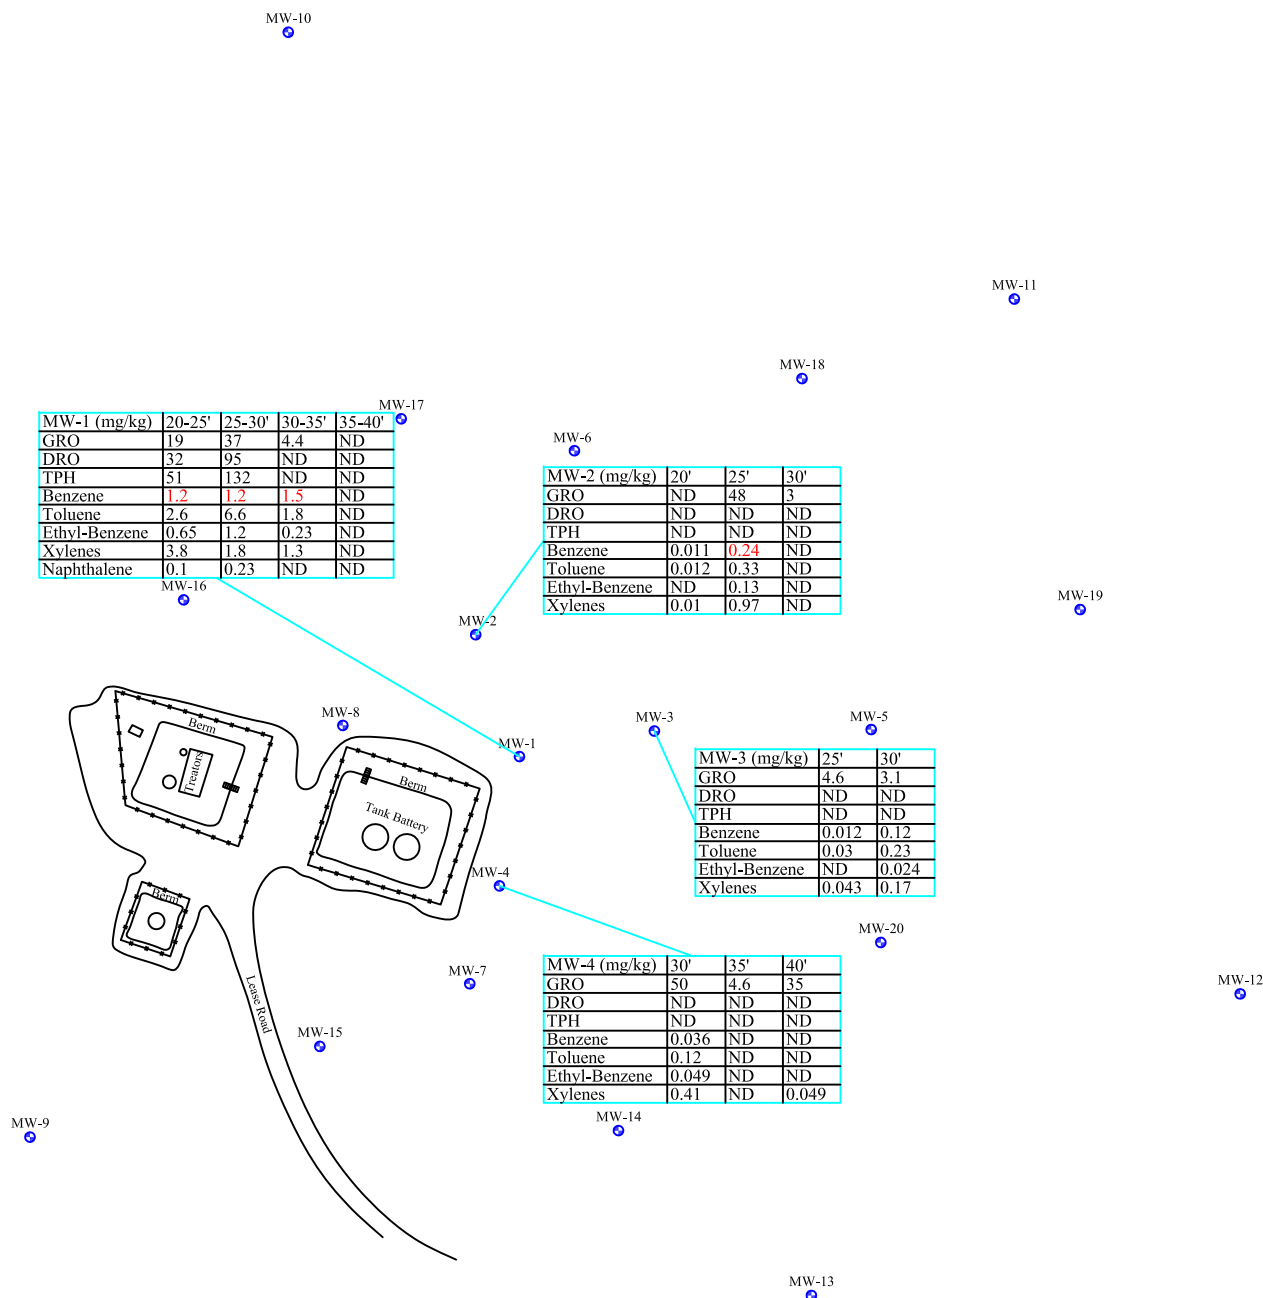 MW-10
MW-11
MW-18
MW-17
MW-1 (mg/kg) 20-25' 25-30' 30-35' 35-40'
GRO 19 37 4.4 ND
DRO 32 95 ND ND
TPH 51 132 ND ND
Benzene 1.2 1.2 1.5 ND
Toluene 2.6 6.6 1.8 ND
Ethyl-Benzene 0.65 1.2 0.23 ND
Xylenes 3.8 1.8 1.3 ND
Naphthalene 0.1 0.23 ND ND
MW-6
MW-2 (mg/kg) 20' 25' 30'
GRO ND 48 3
DRO ND ND ND
TPH ND ND ND
Benzene 0.011 0.24 ND
Toluene 0.012 0.33 ND
Ethyl-Benzene ND 0.13 ND
Xylenes 0.01 0.97 ND
MW-16
MW-19
MW-2
MW-8
MW-3
MW-5
MW-1
Berm
Treators
Berm
Tank Battery
MW-3 (mg/kg) 25' 30'
GRO 4.6 3.1
DRO ND ND
TPH ND ND
Benzene 0.012 0.12
Toluene 0.03 0.23
Ethyl-Benzene ND 0.024
Xylenes 0.043 0.17
MW-4
Berm
MW-20
MW-7
MW-12
MW-4 (mg/kg) 30' 35' 40'
GRO 50 4.6 35
DRO ND ND ND
TPH ND ND ND
Benzene 0.036 ND ND
Toluene 0.12 ND ND
Ethyl-Benzene 0.049 ND ND
Xylenes 0.41 ND 0.049
Lease Road
MW-15
MW-14
MW-9
MW-13